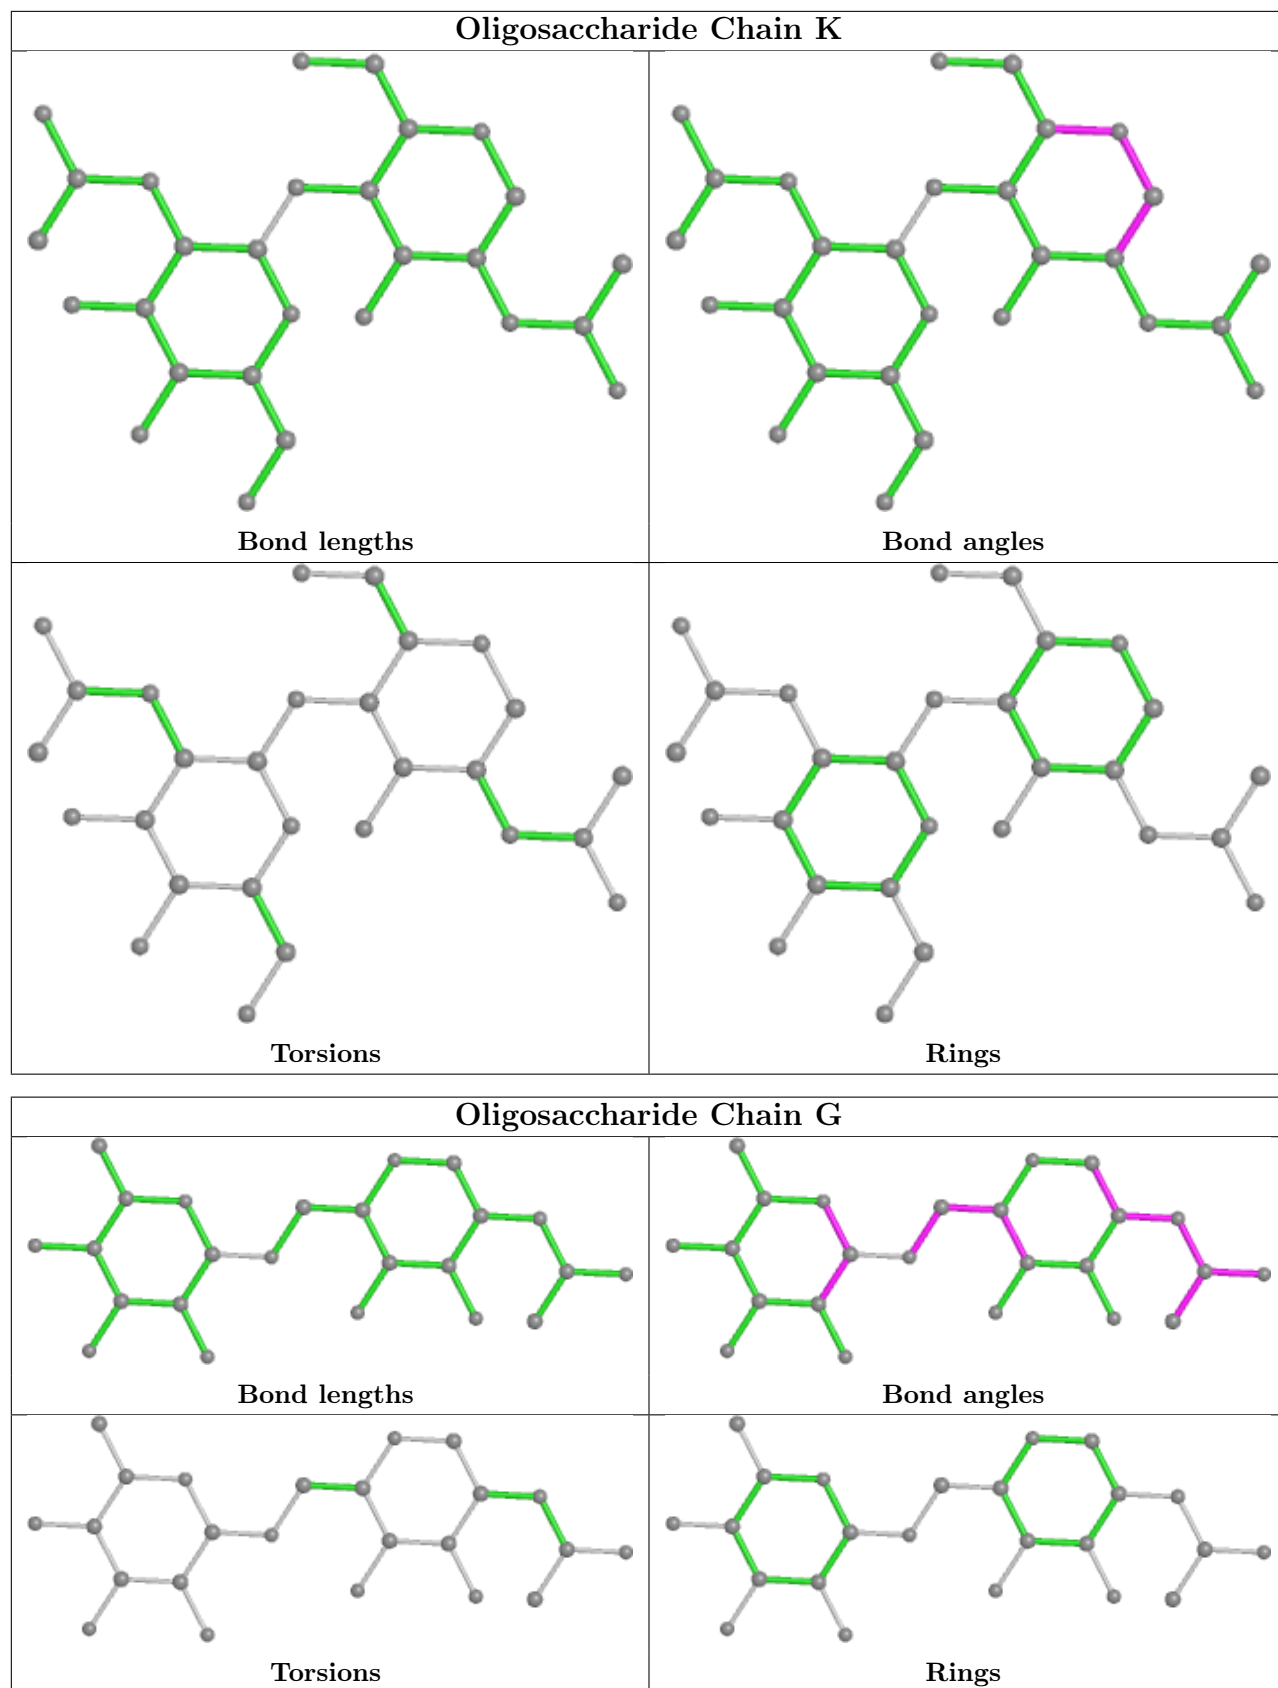 Oligosaccharide Chain K
Bond lengths
Bond angles
Torsions
Rings
Oligosaccharide Chain G
Bond lengths
Bond angles
Torsions
Rings